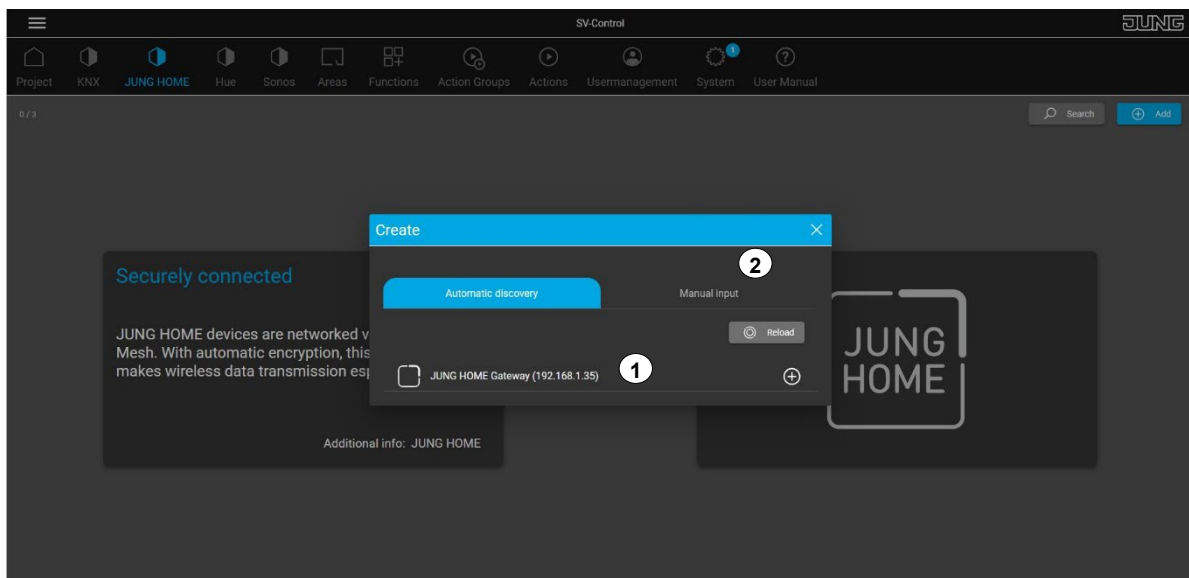 SV-Control
JUNG
Project KNX JUNG HOME Hue Sonos Areas Functions Action Groups Actions Usermanagement System 1 User Manual
0 / 3
Search Add
Create
2
Securely connected
Automatic discovery Manual input
JUNG HOME devices are networked v
Mesh. With automatic encryption, this
makes wireless data transmission esp
Reload
JUNG HOME Gateway (192.168.1.35) 1
JUNG
HOME
Additional info: JUNG HOME